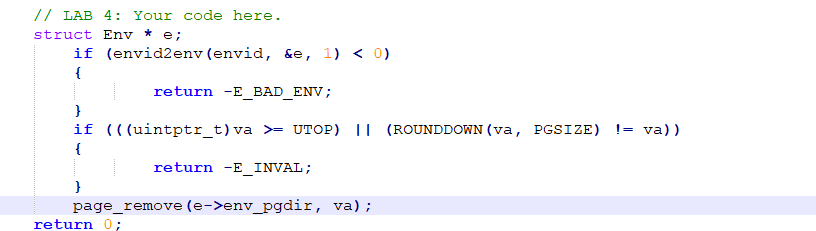 // LAB 4: Your code here.
struct Env * e;
if (envid2env(envid, &e, 1) < 0)
{
return -E_BAD_ENV;
}
if (((uintptr_t)va >= UTOP) || (ROUNDDOWN(va, PGSIZE) != va))
{
return -E_INVAL;
}
page_remove(e->env_pgdir, va);
return 0;